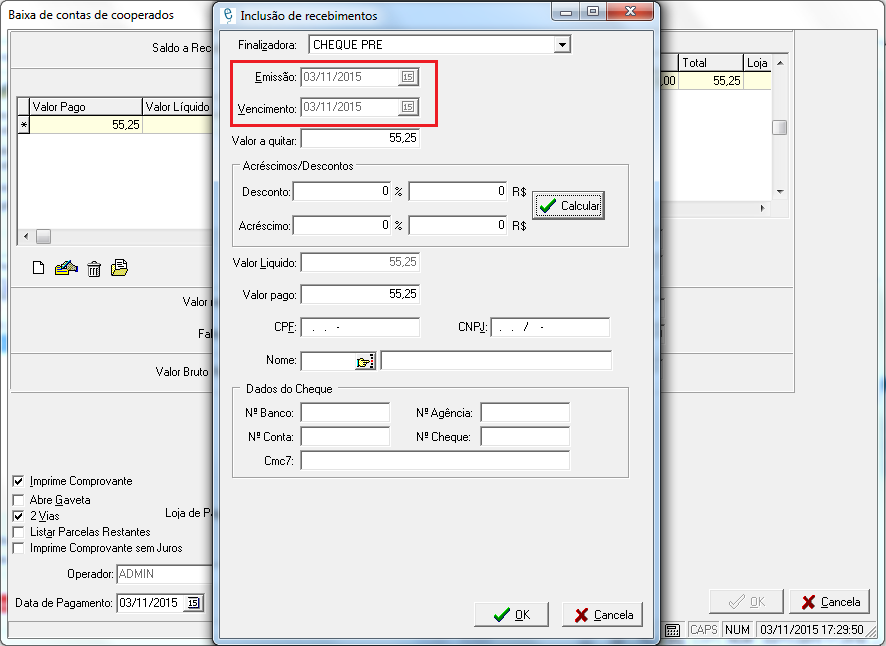 Baixa de contas de cooperados
Saldo a Rec
Valor Pago Valor Líquido
* 55,25
Valor
Fal
Valor Bruto
Imprime Comprovante
Abre Gaveta
2 Vias
Listar Parcelas Restantes
Imprime Comprovante sem Juros
Loja de P
Operador: ADMIN
Data de Pagamento: 03/11/2015 15
Inclusão de recebimentos
Finalizadora: CHEQUE PRE
Emissão: 03/11/2015 15
Vencimento: 03/11/2015 15
Valor a quitar: 55,25
Acréscimos/Descontos
Desconto: 0 % 0 R$
Calcular
Acréscimo: 0 % 0 R$
Valor Liquido: 55,25
Valor pago: 55,25
CPF: . . - CNPJ: . . / -
Nome:
Dados do Cheque
Nº Banco: Nº Agência:
Nº Conta: Nº Cheque:
Cmc7:
OK Cancela
Total Loja
,00 55,25
OK Cancela
CAPS NUM 03/11/2015 17:29:50